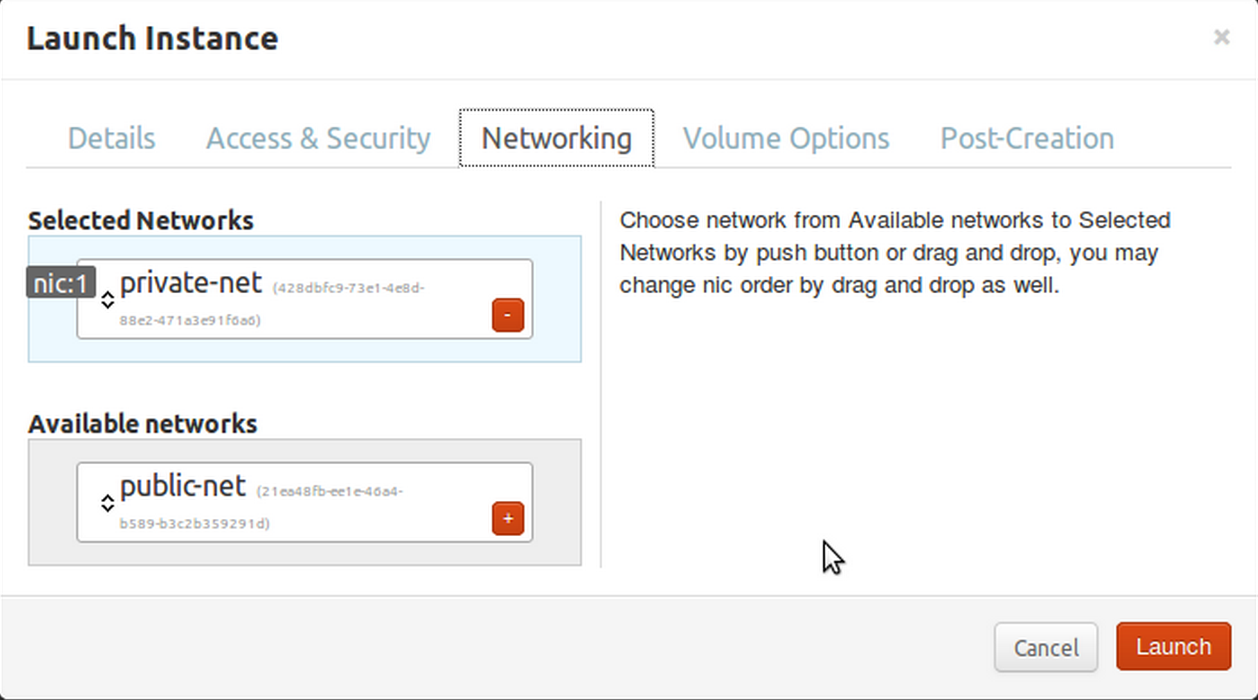 Launch Instance
×
Details Access & Security Networking Volume Options Post-Creation
Selected Networks
nic:1 private-net (428dbfc9-73e1-4e8d-
88e2-471a3e91f6a6)
-
Available networks
public-net (21ea48fb-ee1e-46a4-
b589-b3c2b359291d)
+
Choose network from Available networks to Selected
Networks by push button or drag and drop, you may
change nic order by drag and drop as well.
Cancel Launch